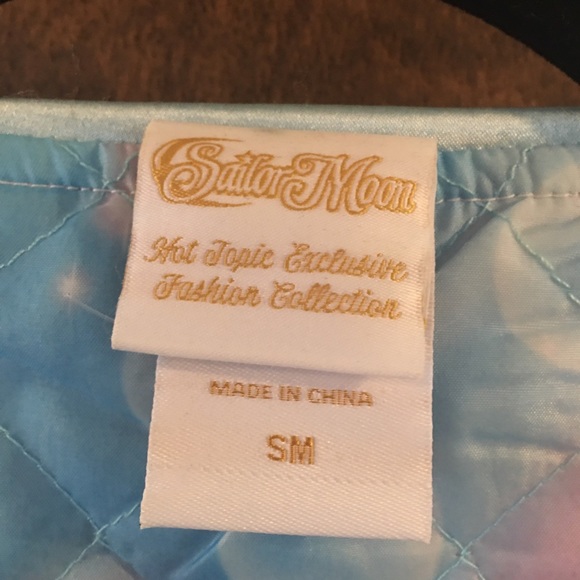 Sailor Moon
Hot Topic Exclusive
Fashion Collection
MADE IN CHINA
SM